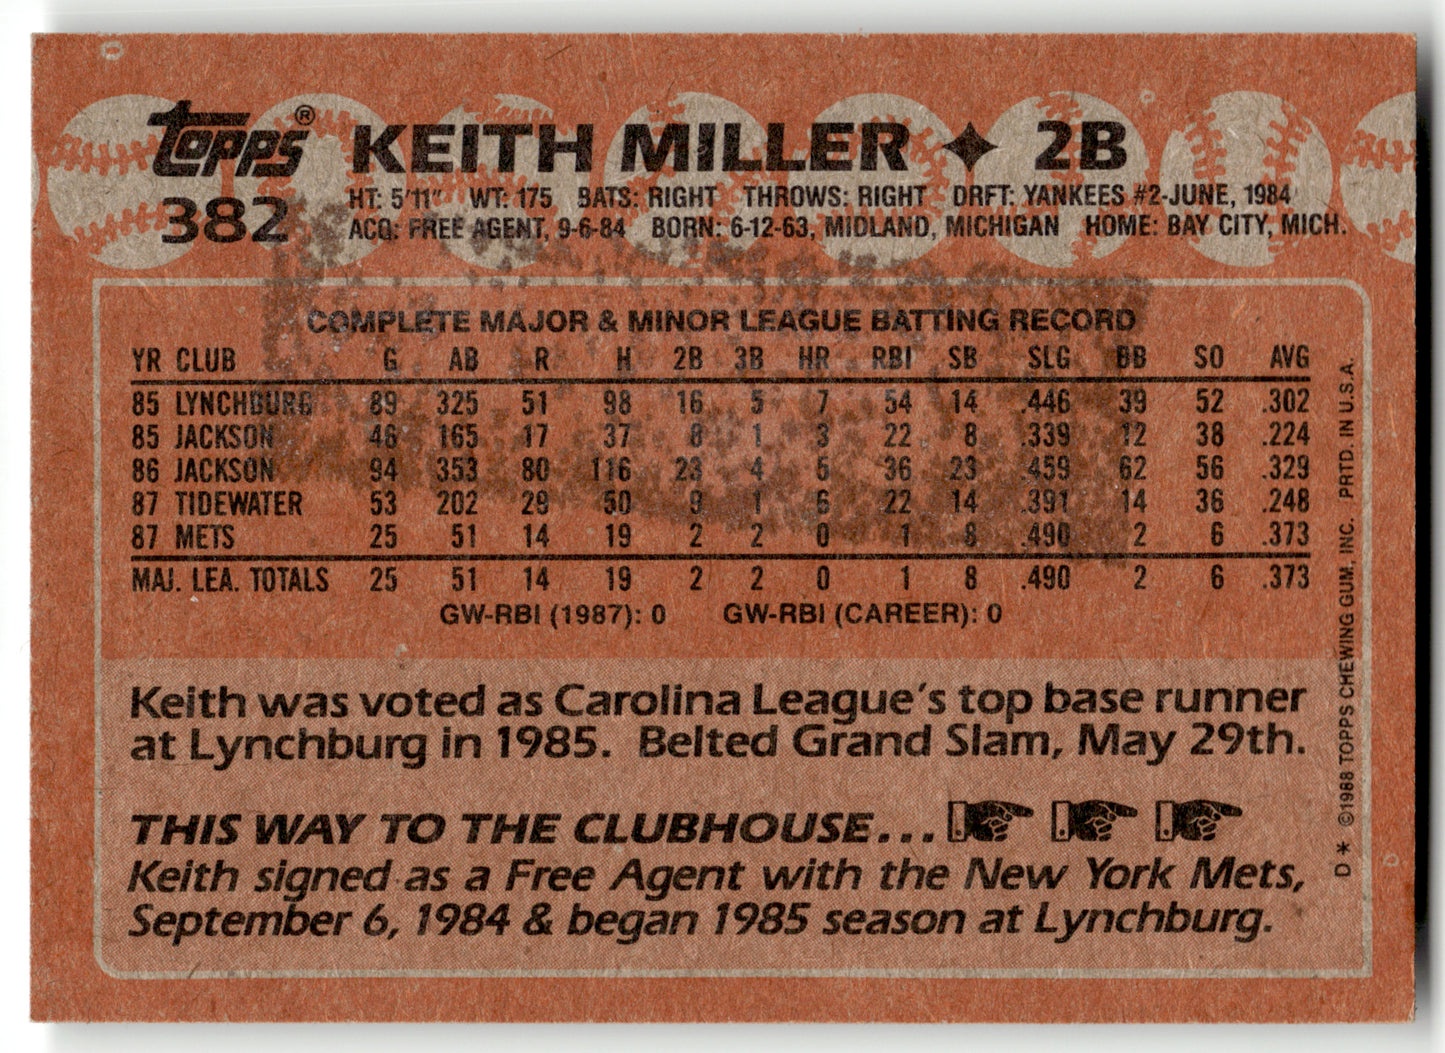 topps® KEITH MILLER ✦ 2B
382
HT: 5'11" WT: 175 BATS: RIGHT THROWS: RIGHT DRFT: YANKEES #2-JUNE, 1984
ACQ: FREE AGENT, 9-6-84 BORN: 6-12-63, MIDLAND, MICHIGAN HOME: BAY CITY, MICH.
COMPLETE MAJOR & MINOR LEAGUE BATTING RECORD
YR CLUB G AB R H 2B 3B HR RBI SB SLG BB SO AVG
85 LYNCHBURG 89 325 51 98 16 5 7 54 14 .446 39 52 .302
85 JACKSON 46 165 17 37 8 1 3 22 8 .339 12 38 .224
86 JACKSON 94 353 80 116 23 4 5 36 23 .459 62 56 .329
87 TIDEWATER 53 202 29 50 9 1 6 22 14 .391 14 36 .248
87 METS 25 51 14 19 2 2 0 1 8 .490 2 6 .373
MAJ. LEA. TOTALS 25 51 14 19 2 2 0 1 8 .490 2 6 .373
GW-RBI (1987): 0 GW-RBI (CAREER): 0
Keith was voted as Carolina League's top base runner
at Lynchburg in 1985. Belted Grand Slam, May 29th.
THIS WAY TO THE CLUBHOUSE...
Keith signed as a Free Agent with the New York Mets,
September 6, 1984 & began 1985 season at Lynchburg.
D* ©1988 TOPPS CHEWING GUM, INC. PRTD. IN U.S.A.